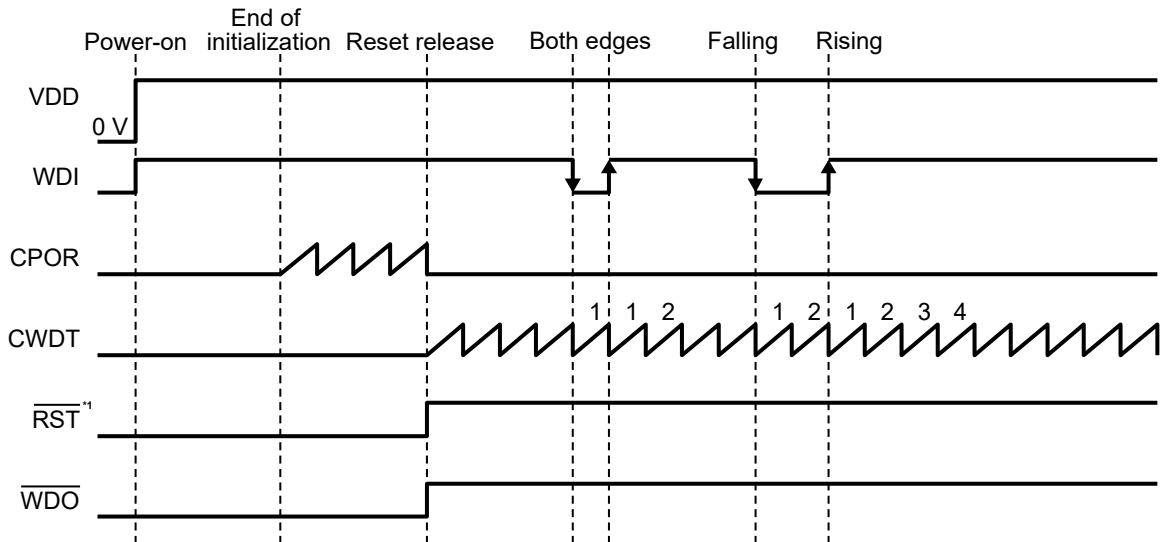 End of
Power-on initialization Reset release Both edges Falling Rising
VDD
0 V
WDI
CPOR
1 1 2 1 2 1 2 3 4
CWDT
RST *1
WDO